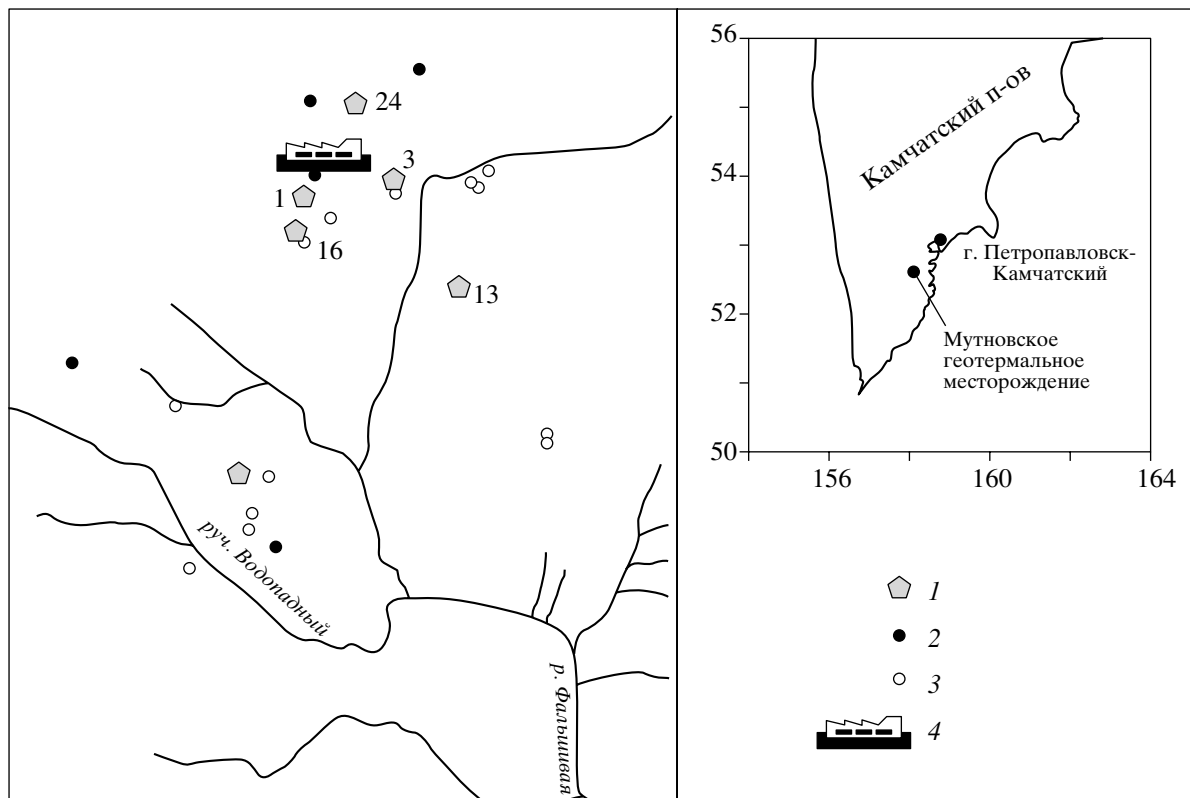 24
3
1
16
13
руч. Водопадный
р. Фальшивая
56
54
52
50
156
160
164
Камчатский п-ов
г. Петропавловск-
Камчатский
Мутновское
геотермальное
месторождение
1
2
3
4